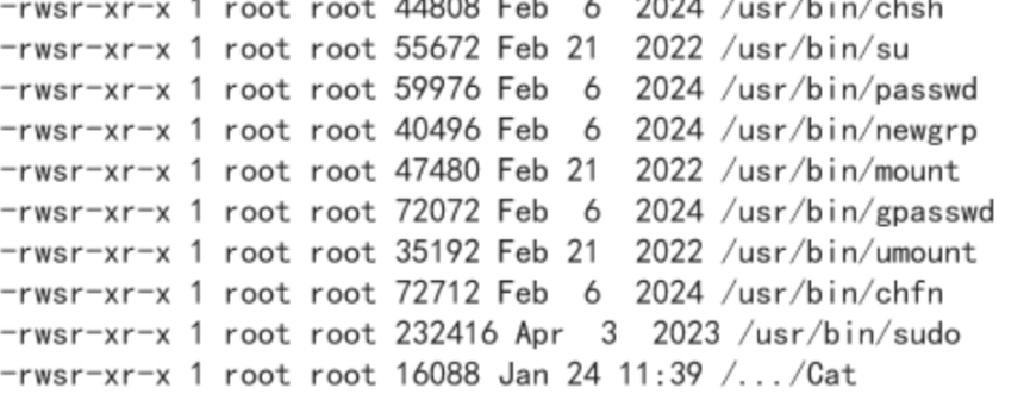 -rwsr-xr-x 1 root root 44808 Feb  6  2024 /usr/bin/chsh
-rwsr-xr-x 1 root root 55672 Feb 21  2022 /usr/bin/su
-rwsr-xr-x 1 root root 59976 Feb  6  2024 /usr/bin/passwd
-rwsr-xr-x 1 root root 40496 Feb  6  2024 /usr/bin/newgrp
-rwsr-xr-x 1 root root 47480 Feb 21  2022 /usr/bin/mount
-rwsr-xr-x 1 root root 72072 Feb  6  2024 /usr/bin/gpasswd
-rwsr-xr-x 1 root root 35192 Feb 21  2022 /usr/bin/umount
-rwsr-xr-x 1 root root 72712 Feb  6  2024 /usr/bin/chfn
-rwsr-xr-x 1 root root 232416 Apr  3  2023 /usr/bin/sudo
-rwsr-xr-x 1 root root 16088 Jan 24 11:39 /.../Cat